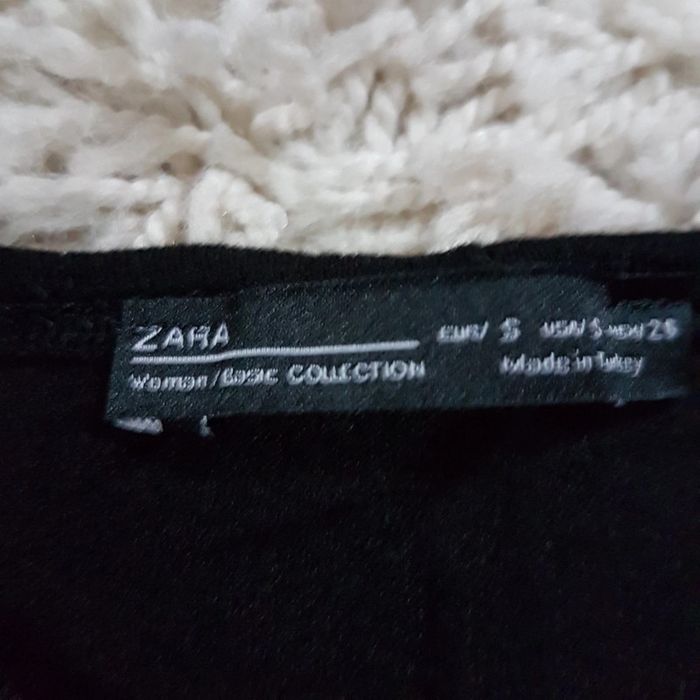 ZARA
EUR/ S USA/ S MEX/ 26
Woman/Basic COLLECTION
Made in Turkey